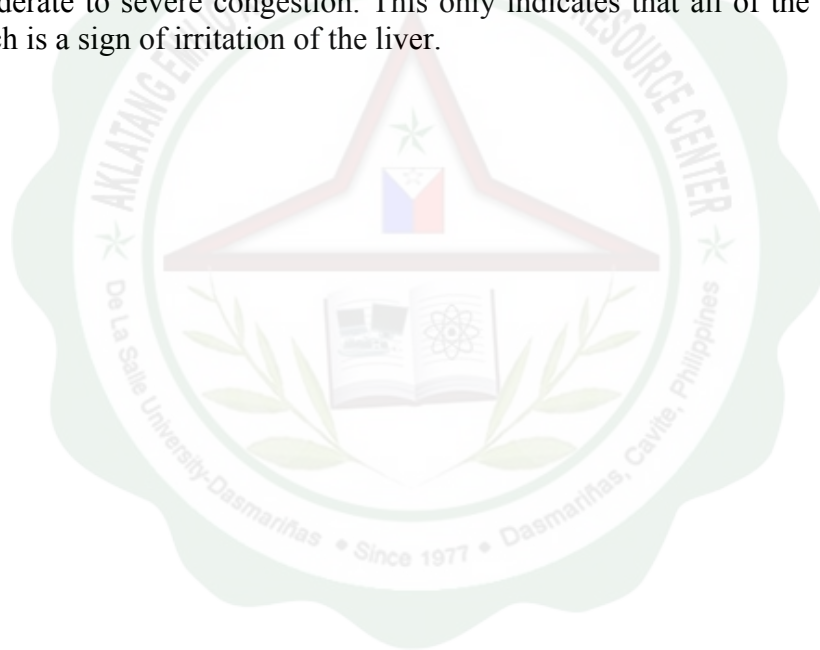 derate to severe congestion. This only indicates that all of the
ch is a sign of irritation of the liver.
AKLATANG RESOURCE CENTER
De La Salle University-Dasmariñas • Since 1977 • Dasmariñas, Cavite, Philippines